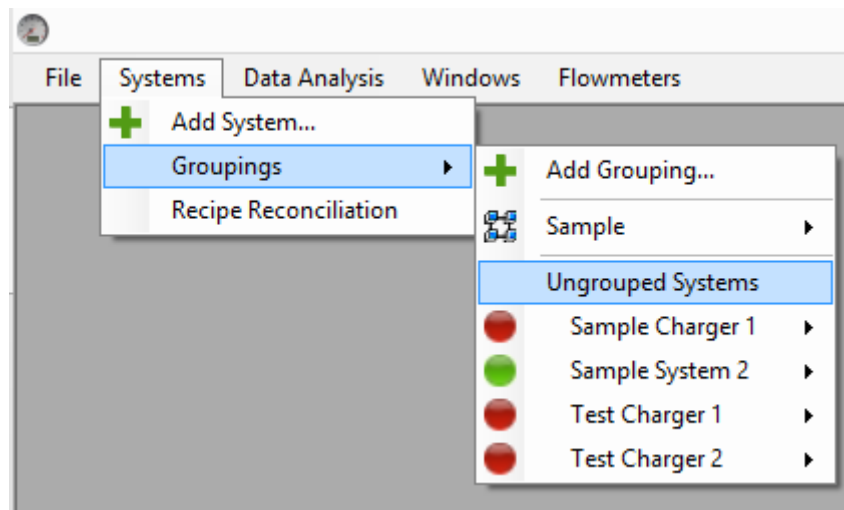 File Systems Data Analysis Windows Flowmeters
Add System...
Groupings
Recipe Reconciliation
Add Grouping...
Sample
Ungrouped Systems
Sample Charger 1
Sample System 2
Test Charger 1
Test Charger 2